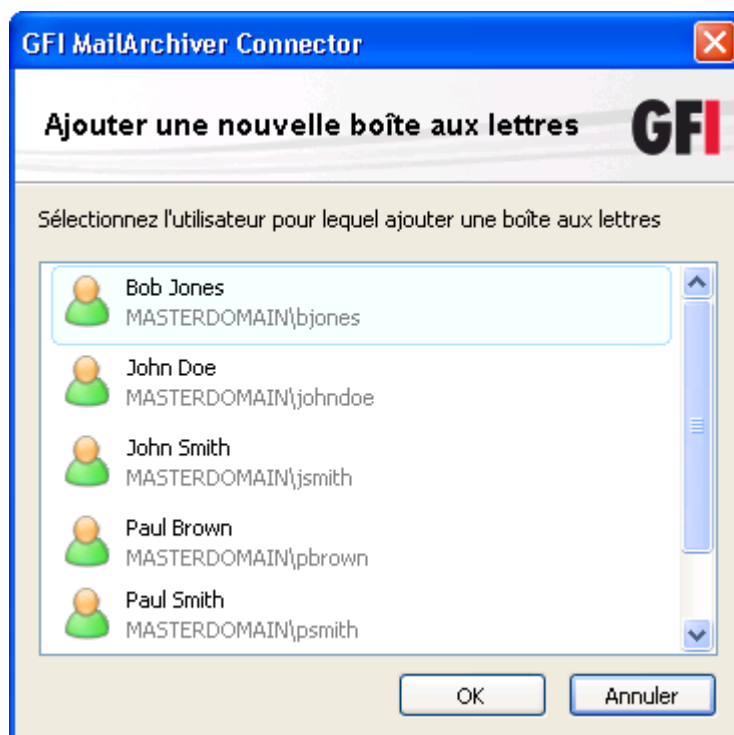 GFI MailArchiver Connector
Ajouter une nouvelle boîte aux lettres
GFI
Sélectionnez l'utilisateur pour lequel ajouter une boîte aux lettres
Bob Jones
MASTERDOMAIN\bjones
John Doe
MASTERDOMAIN\johndoe
John Smith
MASTERDOMAIN\jsmith
Paul Brown
MASTERDOMAIN\pbrown
Paul Smith
MASTERDOMAIN\psmith
OK
Annuler